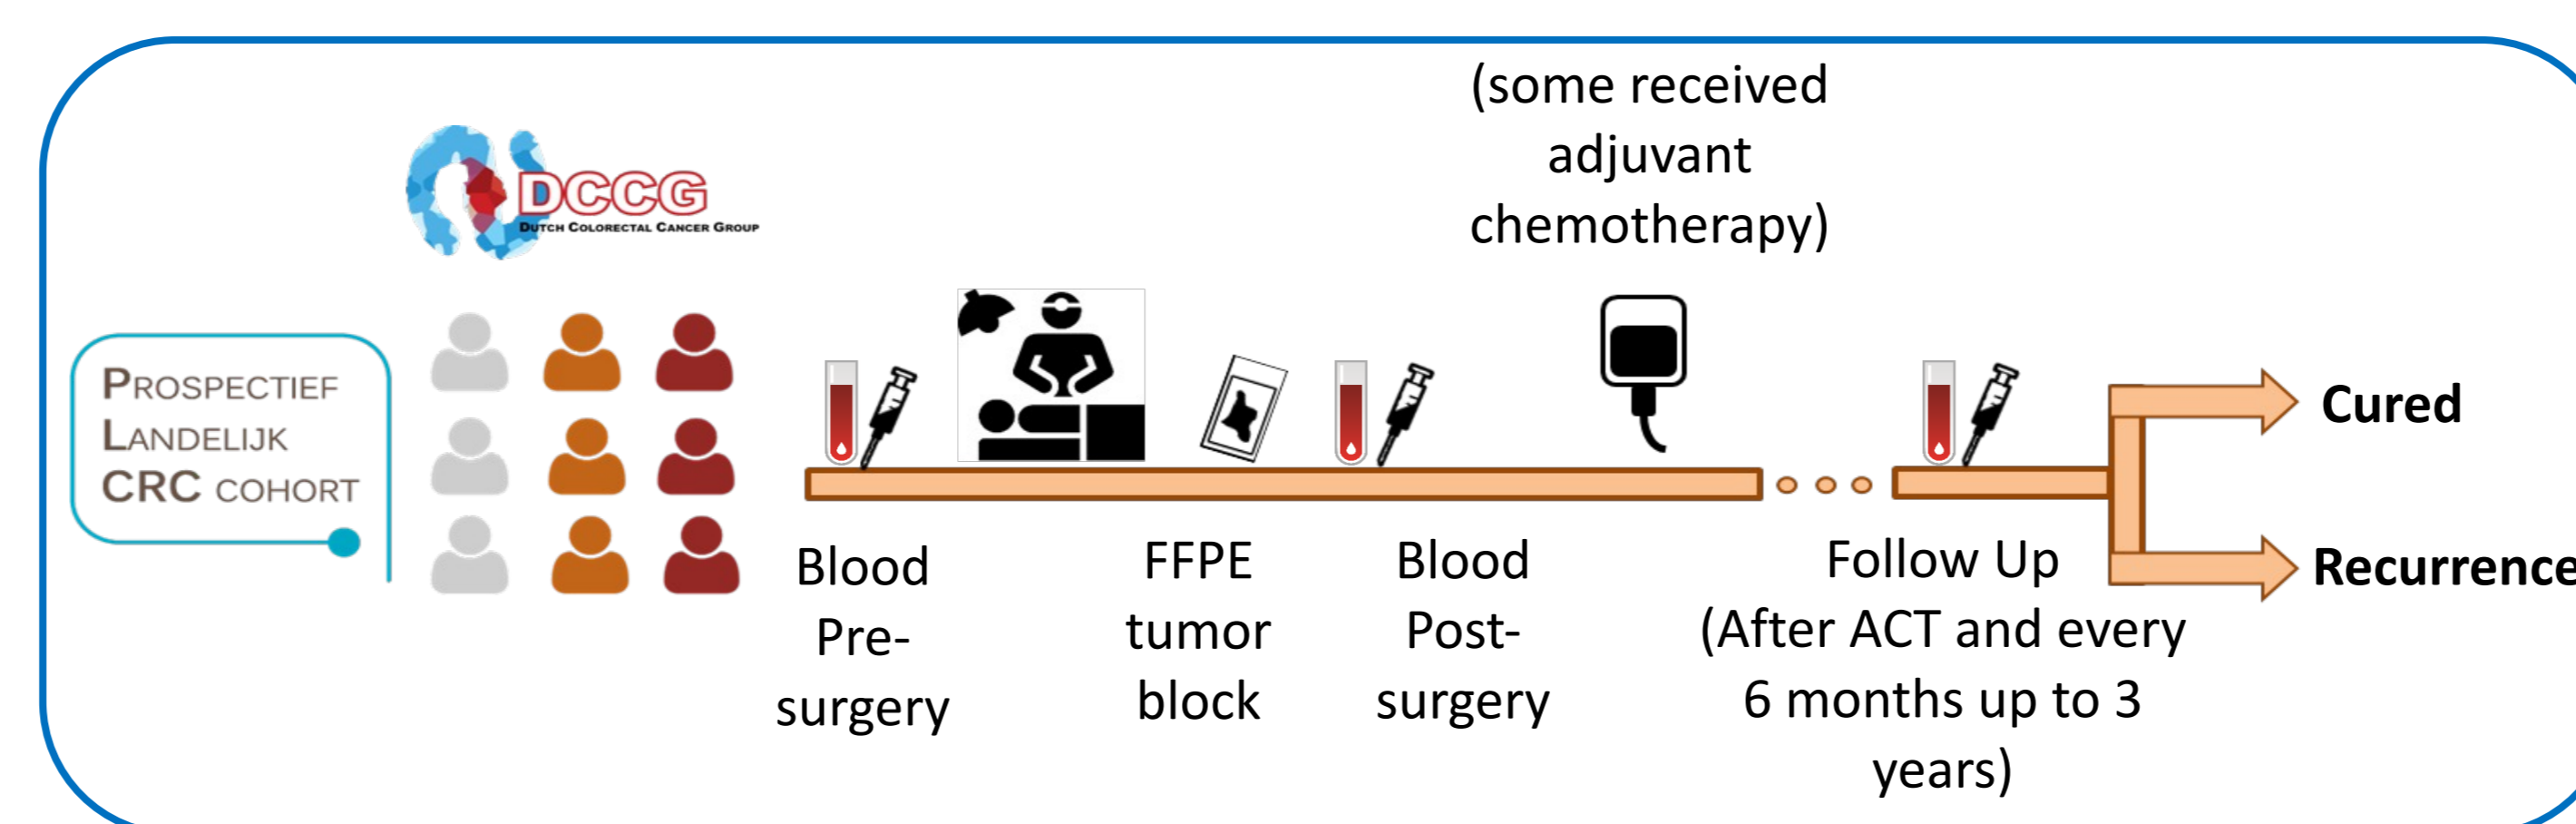 (some received
adjuvant
chemotherapy)
DCCG
DUTCH COLORECTAL CANCER GROUP
PROSPECTIEF
LANDELIJK
CRC COHORT
Cured
Recurrence
Blood
Pre-
surgery
FFPE
tumor
block
Blood
Post-
surgery
Follow Up
(After ACT and every
6 months up to 3
years)